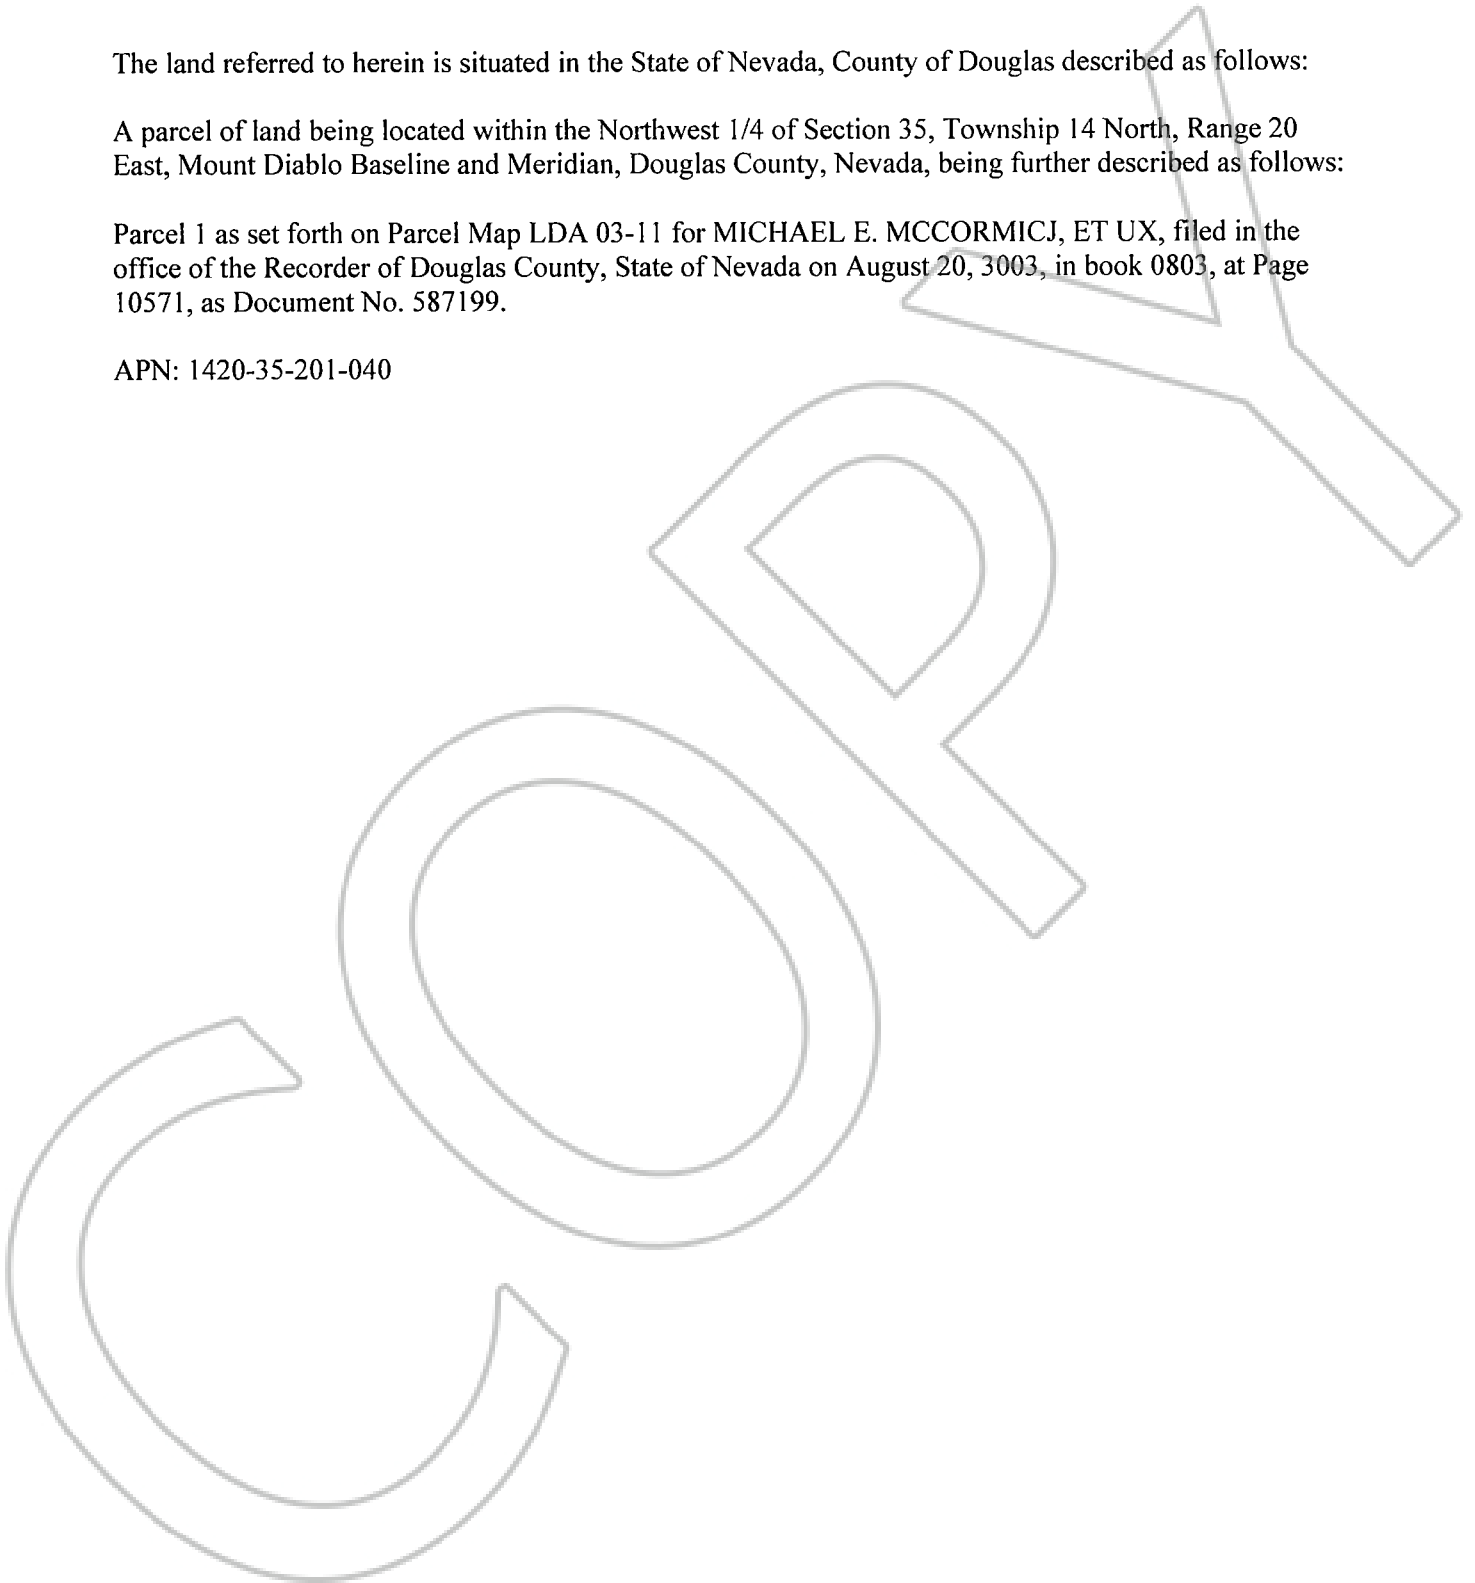 The land referred to herein is situated in the State of Nevada, County of Douglas described as follows:
A parcel of land being located within the Northwest 1/4 of Section 35, Township 14 North, Range 20
East, Mount Diablo Baseline and Meridian, Douglas County, Nevada, being further described as follows:
Parcel 1 as set forth on Parcel Map LDA 03-11 for MICHAEL E. MCCORMICJ, ET UX, filed in the
office of the Recorder of Douglas County, State of Nevada on August 20, 3003, in book 0803, at Page
10571, as Document No. 587199.
APN: 1420-35-201-040
COPY